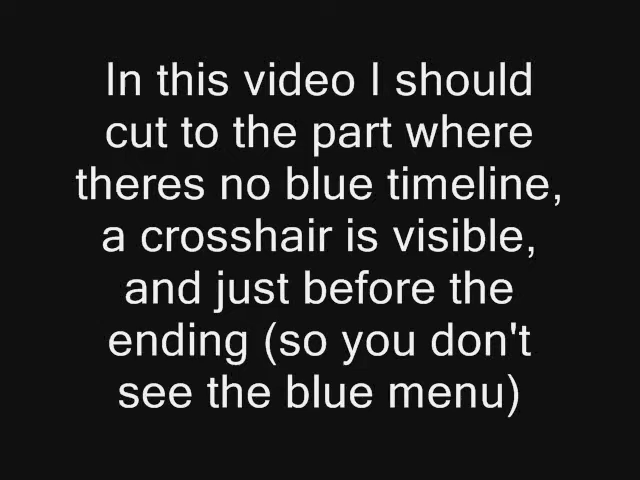 In this video I should
cut to the part where
theres no blue timeline,
a crosshair is visible,
and just before the
ending (so you don't
see the blue menu)